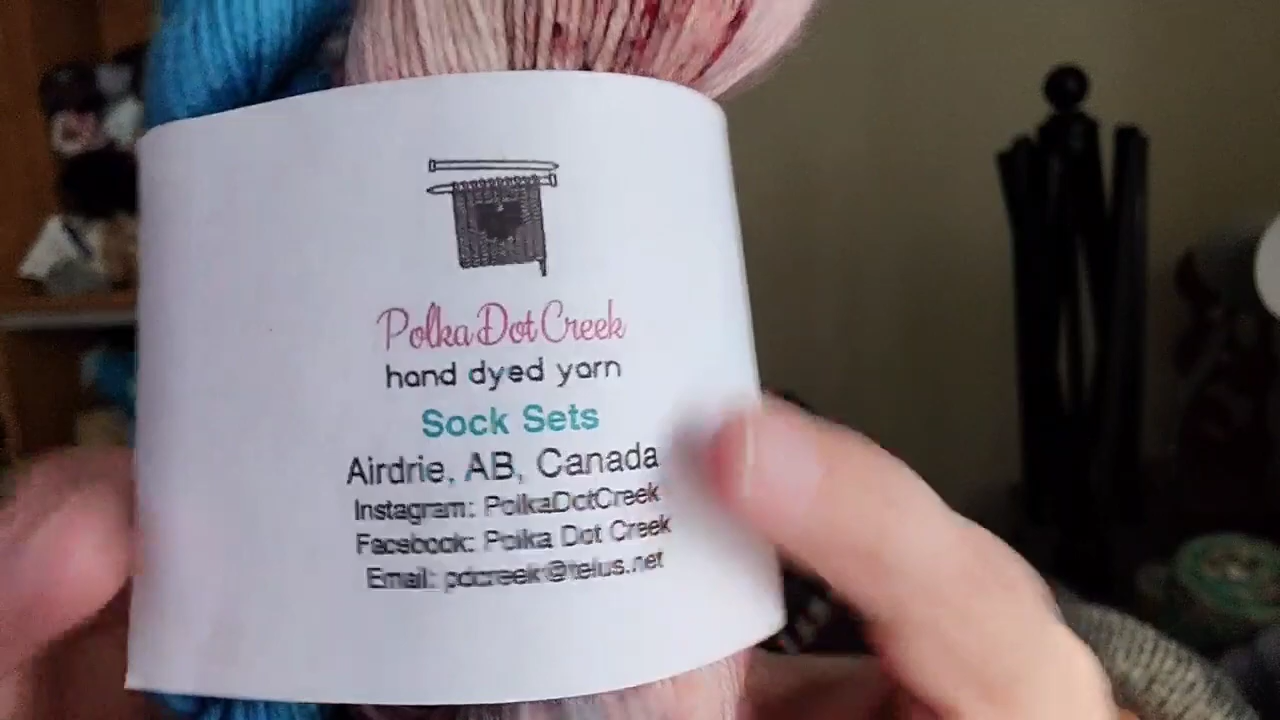 PolkaDotCreek
hand dyed yarn
Sock Sets
Airdrie, AB, Canada
Instagram: PolkaDotCreek
Facebook: Polka Dot Creek
Email: pdcreek@telus.net